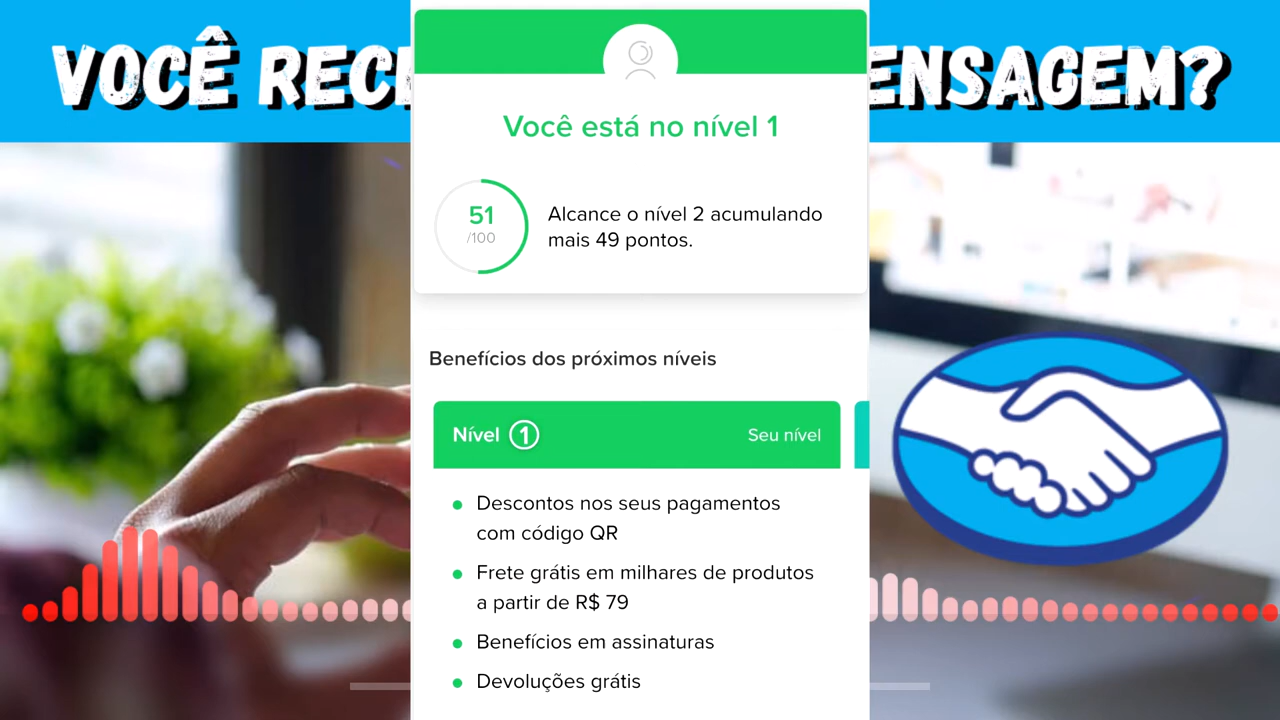 VOCÊ RECE
ENSAGEM?
Você está no nível 1
51
/100
Alcance o nível 2 acumulando
mais 49 pontos.
Benefícios dos próximos níveis
Nível 1
Seu nível
Descontos nos seus pagamentos
com código QR
Frete grátis em milhares de produtos
a partir de R$ 79
Benefícios em assinaturas
Devoluções grátis